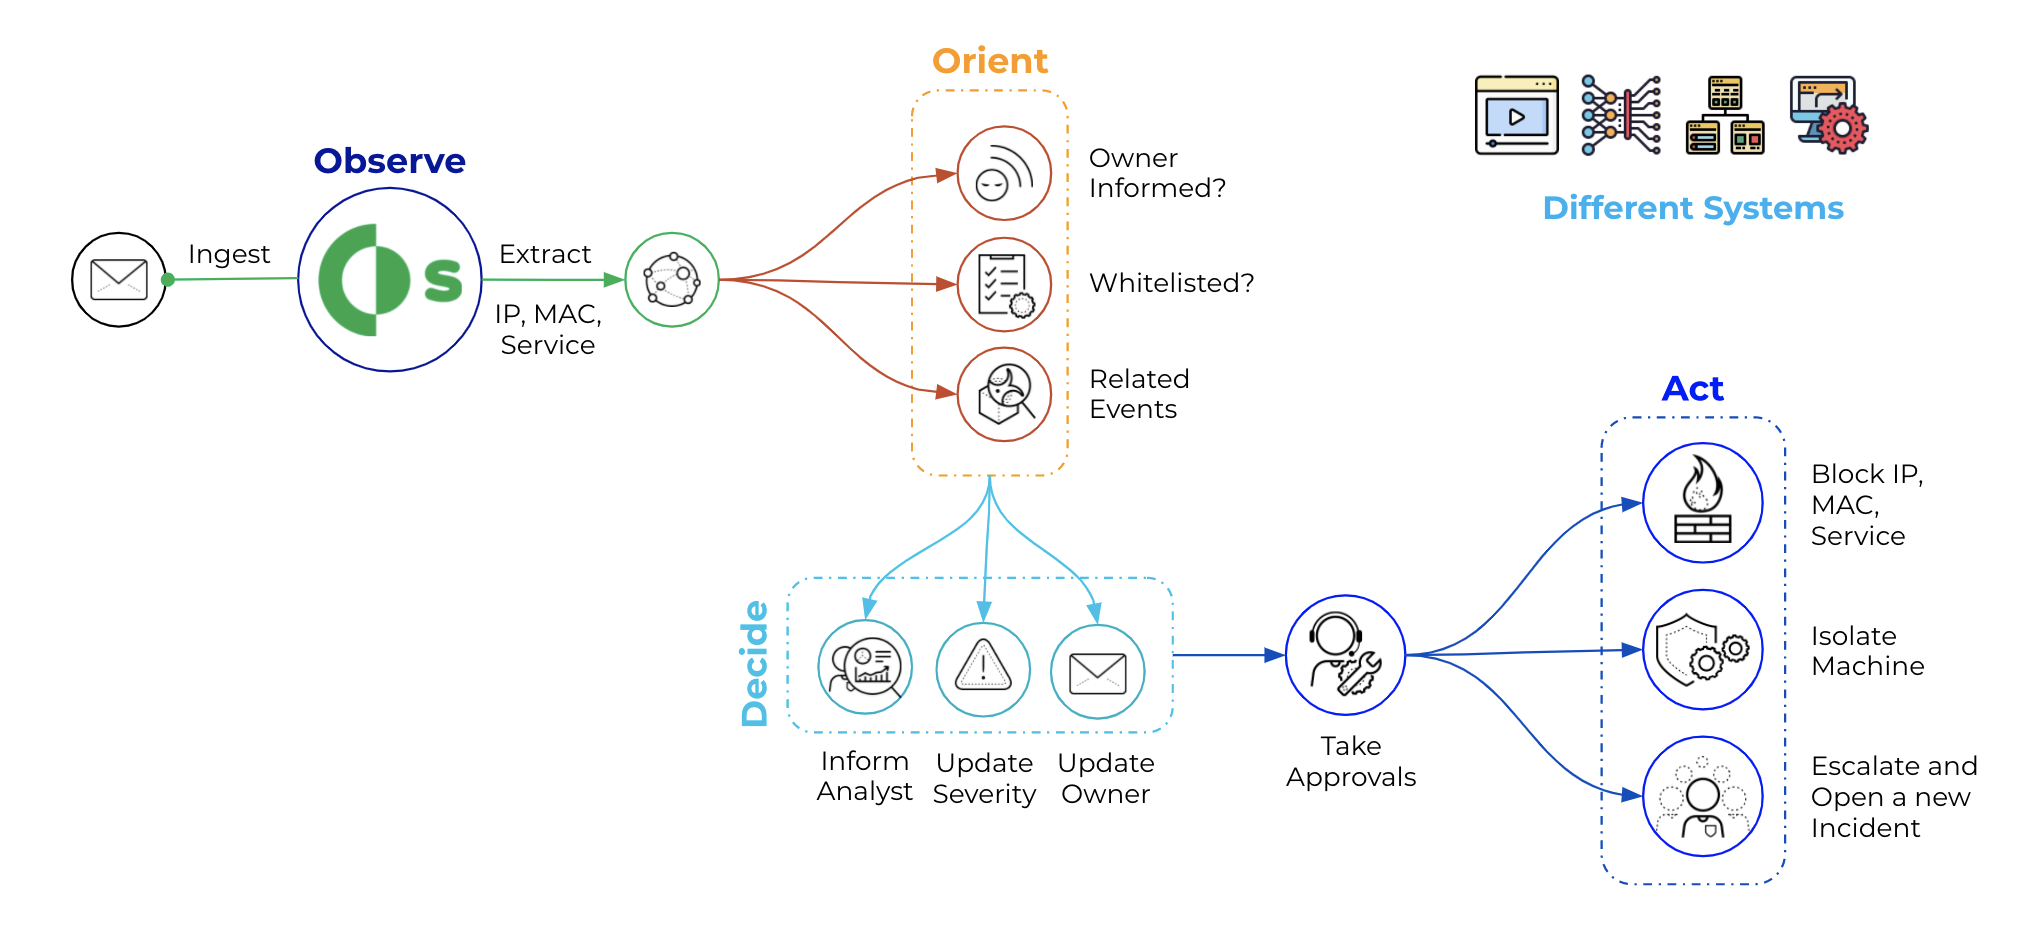 Orient
Observe
Ingest
s
Extract
IP, MAC,
Service
Owner
Informed?
Whitelisted?
Related
Events
Different Systems
Decide
Inform
Analyst
Update
Severity
Update
Owner
Take
Approvals
Act
Block IP,
MAC,
Service
Isolate
Machine
Escalate and
Open a new
Incident